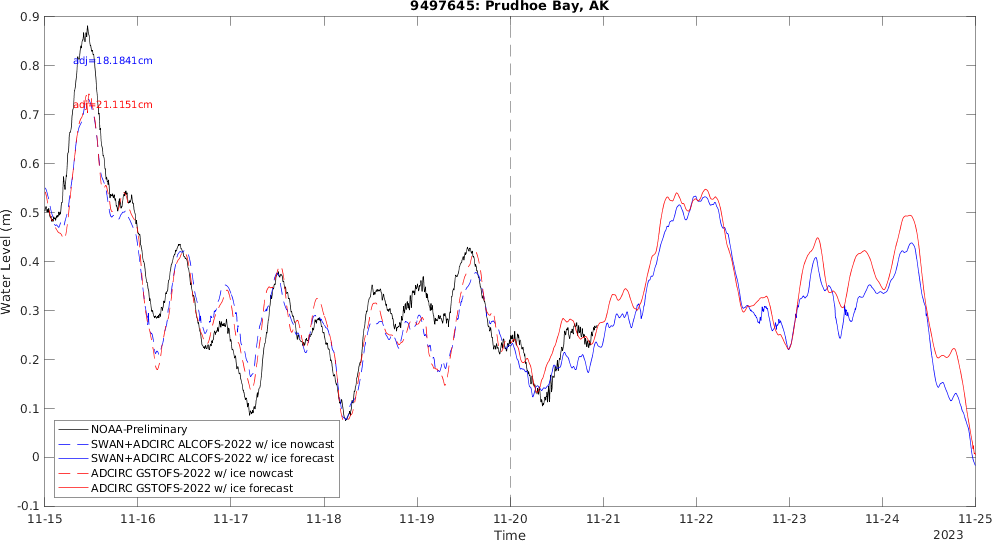 9497645: Prudhoe Bay, AK
0.9
0.8
0.7
0.6
0.5
0.4
0.3
0.2
0.1
0
-0.1
Water Level (m)
adj=18.1841cm
adj=21.1151cm
NOAA-Preliminary
SWAN+ADCIRC ALCOFS-2022 w/ ice nowcast
SWAN+ADCIRC ALCOFS-2022 w/ ice forecast
ADCIRC GSTOFS-2022 w/ ice nowcast
ADCIRC GSTOFS-2022 w/ ice forecast
11-15 11-16 11-17 11-18 11-19 11-20 11-21 11-22 11-23 11-24 11-25
Time
2023